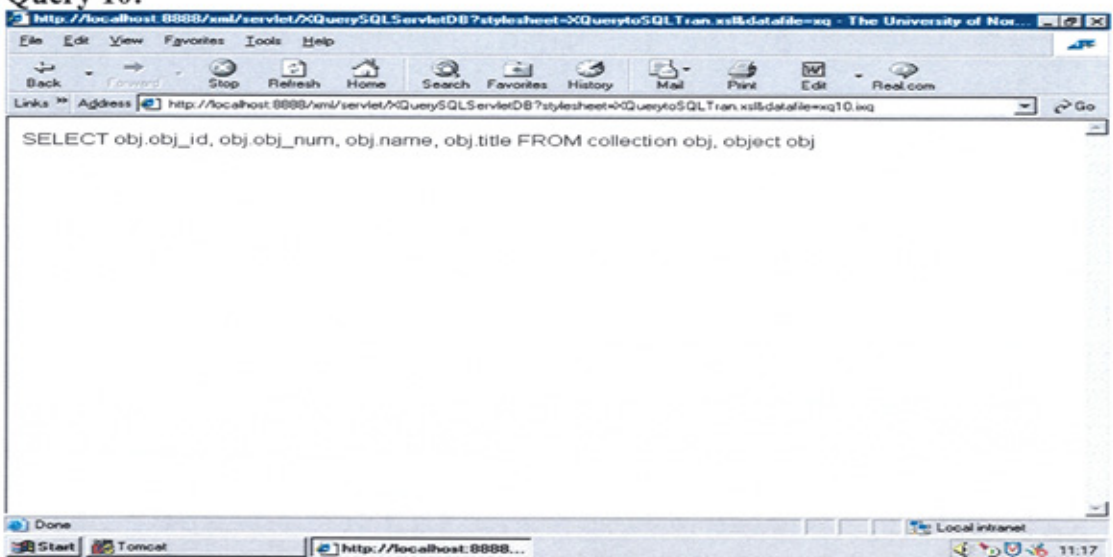 Query 10:
http://localhost:8888/xml/servlet/XQuerySQLServletDB?stylesheet=XQuerytoSQLTran.xsl&datafile=xq - The University of Nor...
File Edit View Favorites Tools Help
Back Forward Stop Refresh Home Search Favorites History Mail Print Edit Real.com
Links » Address http://localhost:8888/xml/servlet/XQuerySQLServletDB?stylesheet=XQuerytoSQLTran.xsl&datafile=xq10.ixq Go
SELECT obj.obj_id, obj.obj_num, obj.name, obj.title FROM collection obj, object obj
Done Local intranet
Start Tomcat http://localhost:8888... 11:17